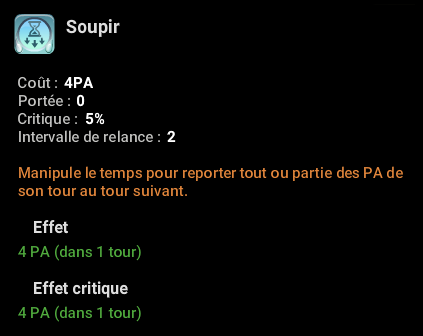 Soupir
Coût : 4PA
Portée : 0
Critique : 5%
Intervalle de relance : 2
Manipule le temps pour reporter tout ou partie des PA de
son tour au tour suivant.
Effet
4 PA (dans 1 tour)
Effet critique
4 PA (dans 1 tour)